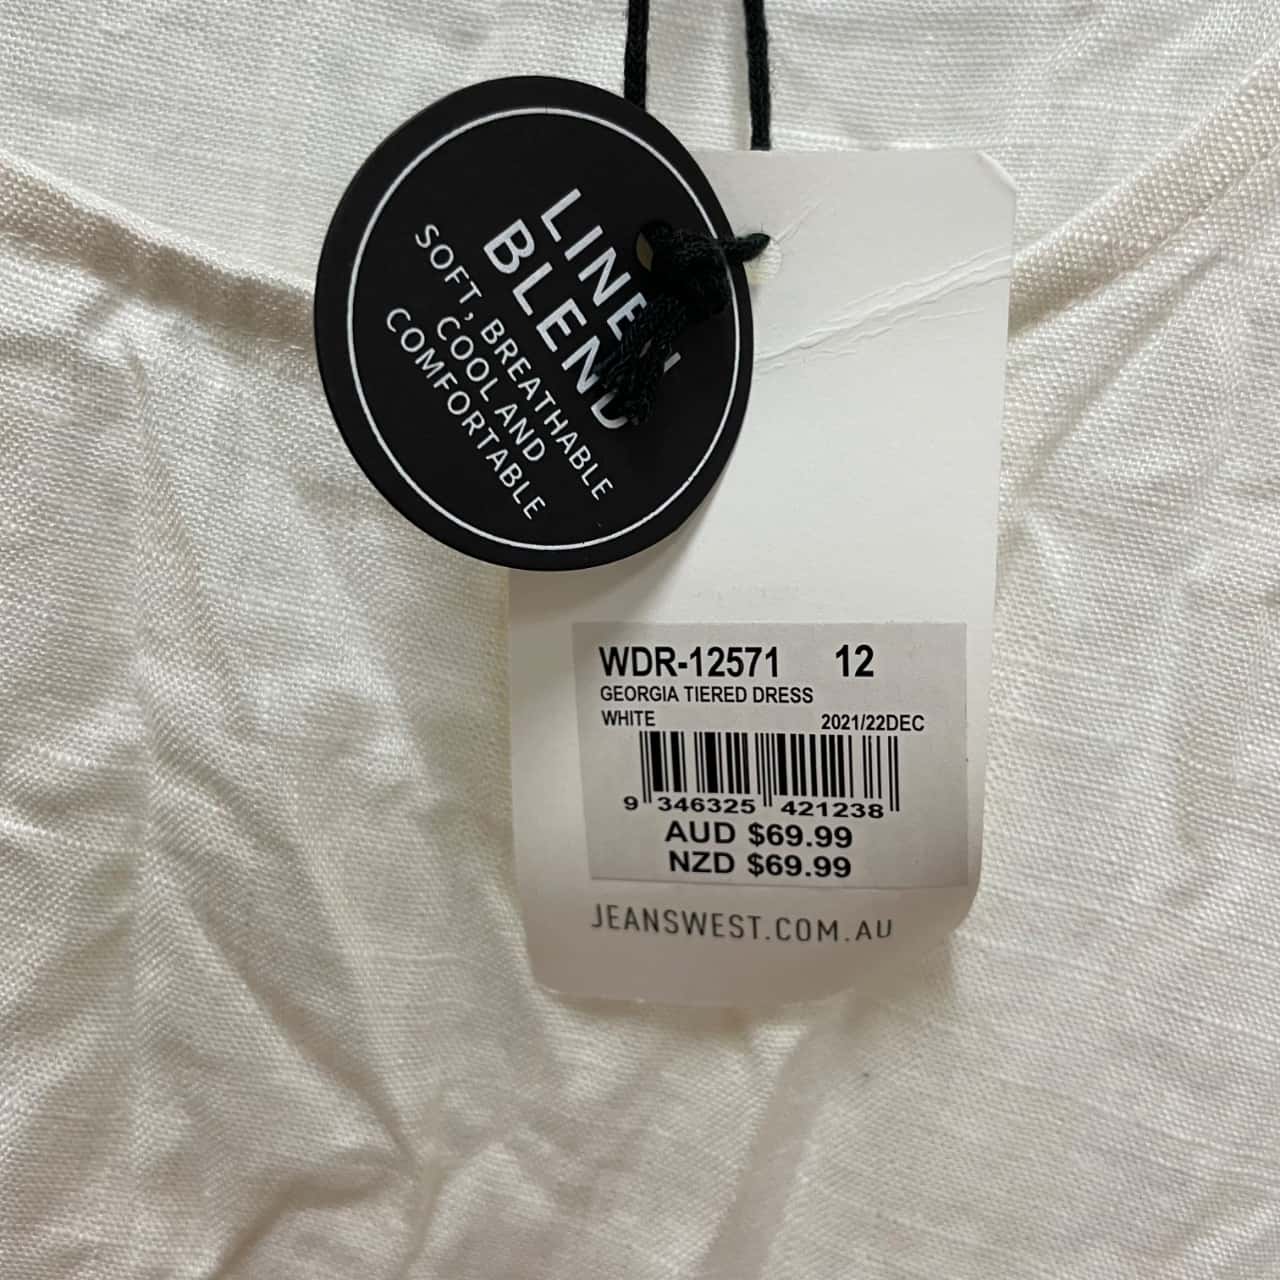 LINEN
BLEND
SOFT, BREATHABLE
COOL AND
COMFORTABLE
WDR-12571 12
GEORGIA TIERED DRESS
WHITE 2021/22DEC
9 346325 421238
AUD $69.99
NZD $69.99
JEANSWEST.COM.AU